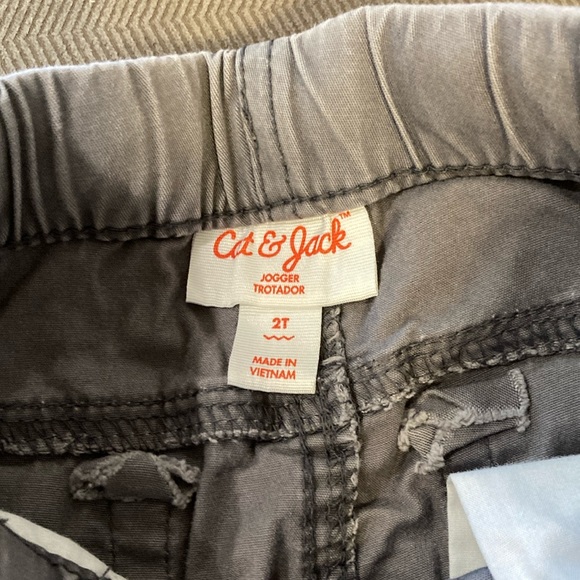 Cat & Jack™
JOGGER
TROTADOR
2T
MADE IN
VIETNAM